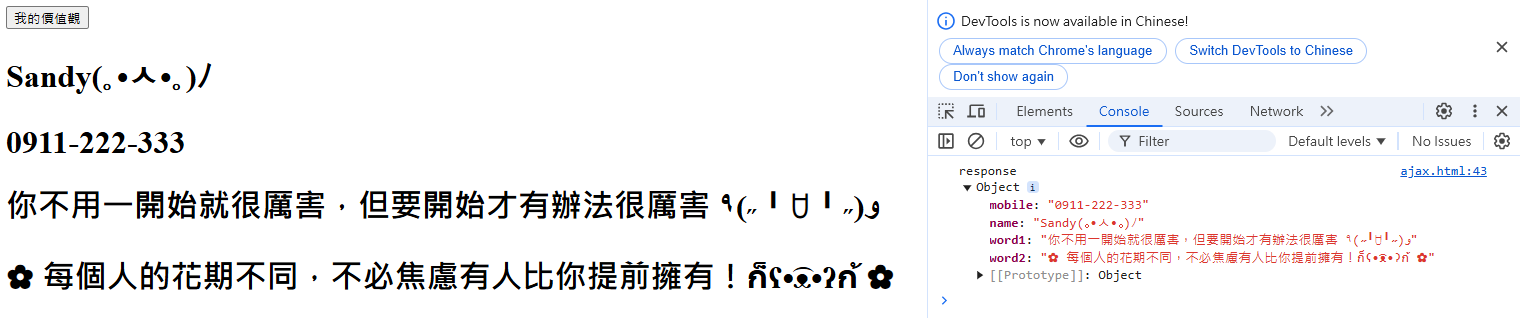 我的價值觀
Sandy(｡•ㅅ•｡)ﾉ
0911-222-333
你不用一開始就很厲害，但要開始才有辦法很厲害 ٩(˶╹ꇴ╹˶)و
✿ 每個人的花期不同，不必焦慮有人比你提前擁有！ก็ʕ•͡ᴥ•ʔก้ ✿
DevTools is now available in Chinese!
Always match Chrome's language
Switch DevTools to Chinese
Don't show again
Elements Console Sources Network
top Filter Default levels No Issues
response ajax.html:43
Object i
mobile: "0911-222-333"
name: "Sandy(｡•ㅅ•｡)ﾉ"
word1: "你不用一開始就很厲害，但要開始才有辦法很厲害 ٩(˶╹ꇴ╹˶)و"
word2: "✿ 每個人的花期不同，不必焦慮有人比你提前擁有！ก็ʕ•͡ᴥ•ʔก้ ✿"
[[Prototype]]: Object